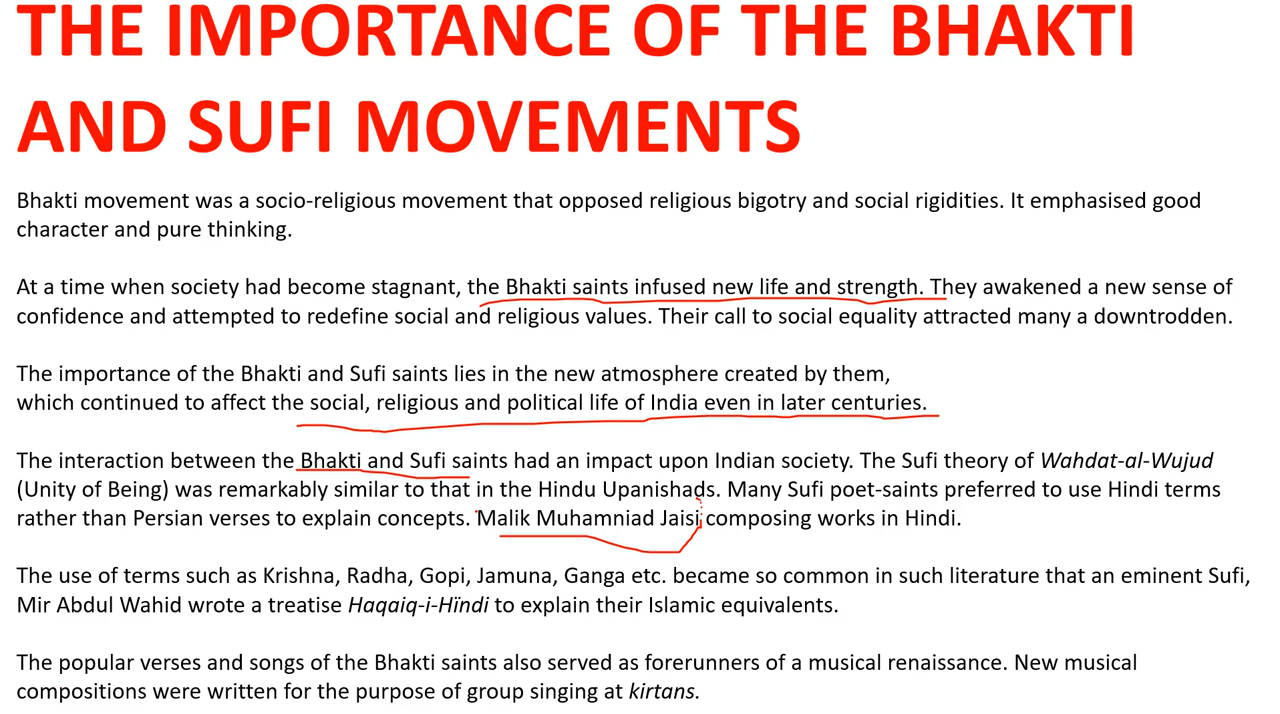 THE IMPORTANCE OF THE BHAKTI
AND SUFI MOVEMENTS
Bhakti movement was a socio-religious movement that opposed religious bigotry and social rigidities. It emphasised good
character and pure thinking.
At a time when society had become stagnant, the Bhakti saints infused new life and strength. They awakened a new sense of
confidence and attempted to redefine social and religious values. Their call to social equality attracted many a downtrodden.
The importance of the Bhakti and Sufi saints lies in the new atmosphere created by them,
which continued to affect the social, religious and political life of India even in later centuries.
The interaction between the Bhakti and Sufi saints had an impact upon Indian society. The Sufi theory of Wahdat-al-Wujud
(Unity of Being) was remarkably similar to that in the Hindu Upanishads. Many Sufi poet-saints preferred to use Hindi terms
rather than Persian verses to explain concepts. Malik Muhamniad Jaisi composing works in Hindi.
The use of terms such as Krishna, Radha, Gopi, Jamuna, Ganga etc. became so common in such literature that an eminent Sufi,
Mir Abdul Wahid wrote a treatise Haqaiq-i-Hïndi to explain their Islamic equivalents.
The popular verses and songs of the Bhakti saints also served as forerunners of a musical renaissance. New musical
compositions were written for the purpose of group singing at kirtans.